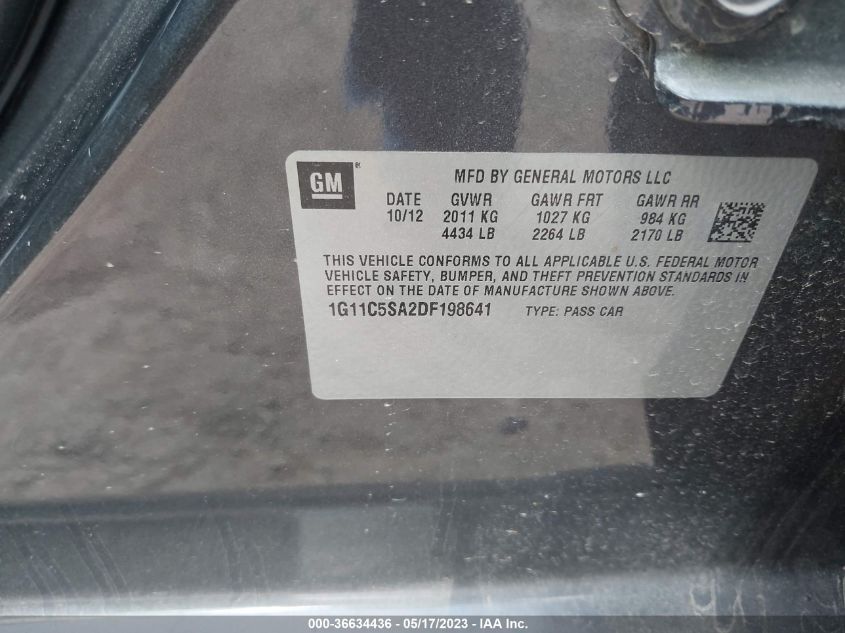 GM ®
MFD BY GENERAL MOTORS LLC
DATE GVWR GAWR FRT GAWR RR
10/12 2011 KG 1027 KG 984 KG
4434 LB 2264 LB 2170 LB
THIS VEHICLE CONFORMS TO ALL APPLICABLE U.S. FEDERAL MOTOR
VEHICLE SAFETY, BUMPER, AND THEFT PREVENTION STANDARDS IN
EFFECT ON THE DATE OF MANUFACTURE SHOWN ABOVE.
1G11C5SA2DF198641 TYPE: PASS CAR
000-36634436 - 05/17/2023 - IAA Inc.